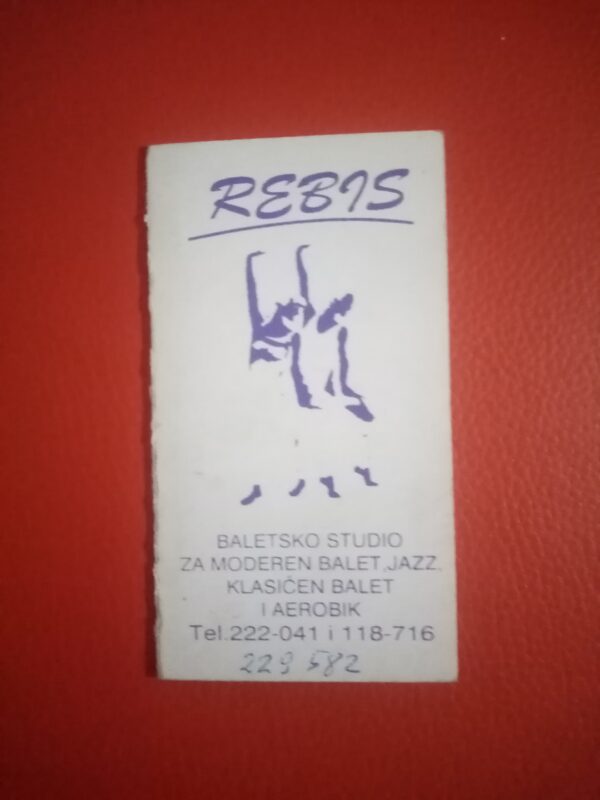 REBIS
BALETSKO STUDIO
ZA MODEREN BALET, JAZZ,
KLASIČEN BALET
I AEROBIK
Tel.222-041 i 118-716
229 582